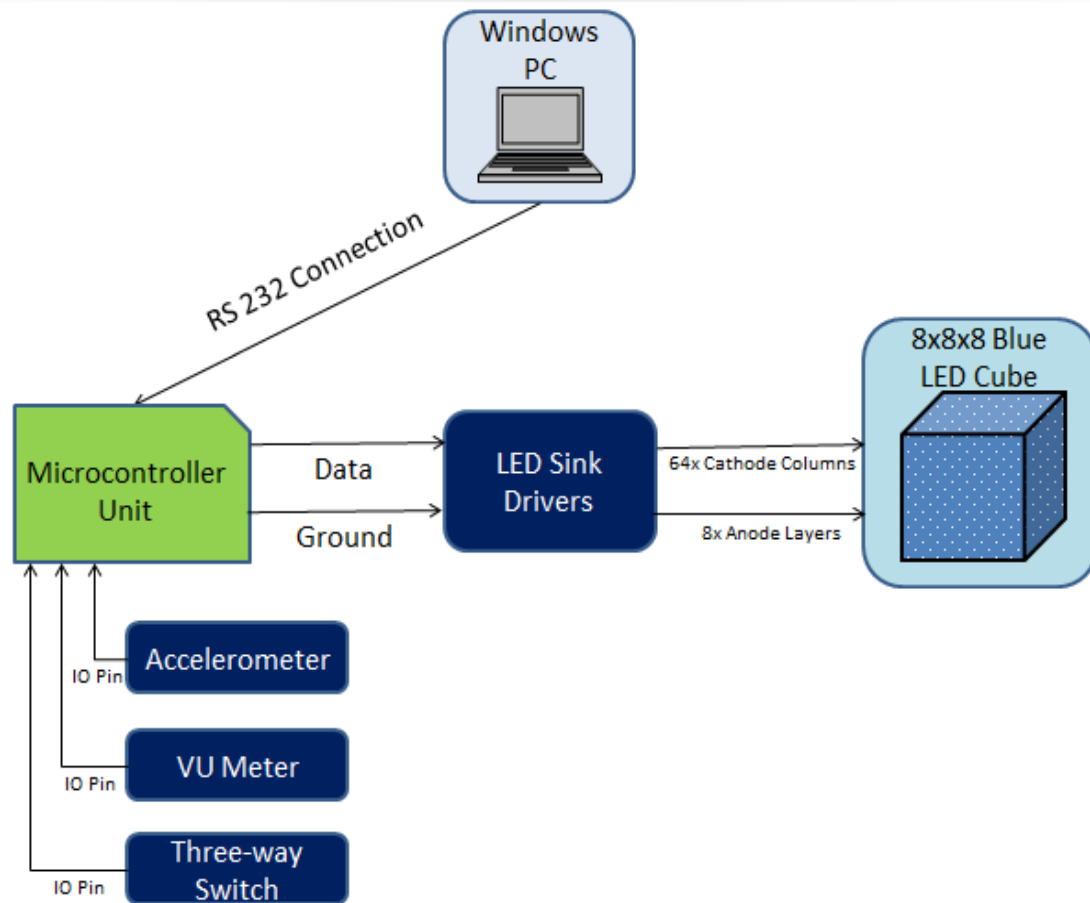 Windows
PC
RS 232 Connection
8x8x8 Blue
LED Cube
Microcontroller
Unit
Data
Ground
LED Sink
Drivers
64x Cathode Columns
8x Anode Layers
Accelerometer
IO Pin
VU Meter
IO Pin
Three-way
Switch
IO Pin